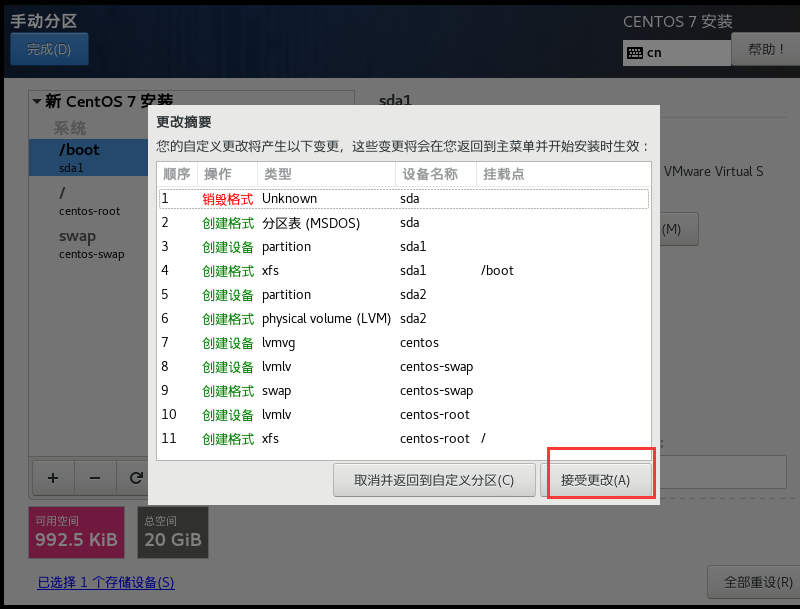 手动分区
CENTOS 7 安装
完成(D)
cn
帮助！
新 CentOS 7 安装
sda1
系统
/boot
sda1
/
centos-root
swap
centos-swap
更改摘要
您的自定义更改将产生以下变更，这些变更将会在您返回到主菜单并开始安装时生效：
顺序 操作 类型 设备名称 挂载点
1 销毁格式 Unknown sda
2 创建格式 分区表 (MSDOS) sda
3 创建设备 partition sda1
4 创建格式 xfs sda1 /boot
5 创建设备 partition sda2
6 创建格式 physical volume (LVM) sda2
7 创建设备 lvmvg centos
8 创建设备 lvmlv centos-swap
9 创建格式 swap centos-swap
10 创建设备 lvmlv centos-root
11 创建格式 xfs centos-root /
VMware Virtual S
(M)
取消并返回到自定义分区(C)
接受更改(A)
+ −
可用空间
992.5 KiB
总空间
20 GiB
已选择 1 个存储设备(S)
全部重设(R)